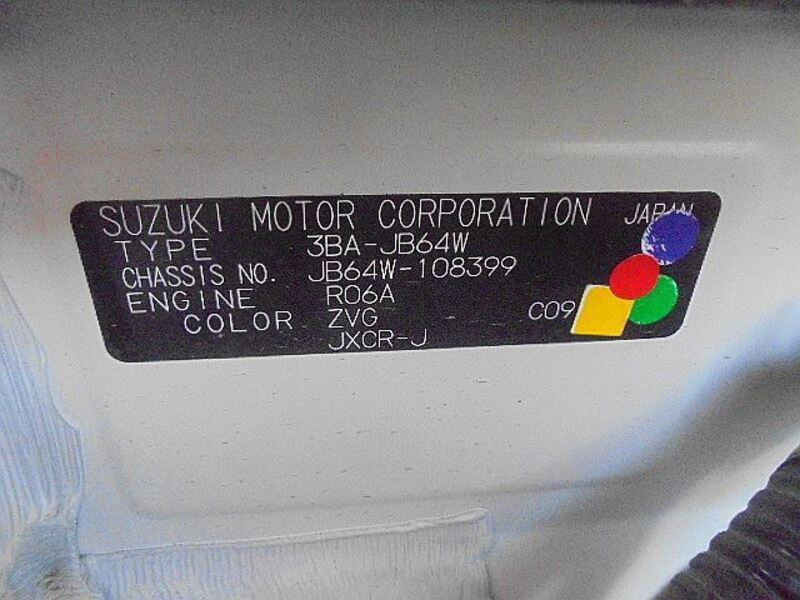 SUZUKI MOTOR CORPORATION JAPAN
TYPE 3BA-JB64W
CHASSIS NO. JB64W-108399
ENGINE R06A
COLOR ZVG C09
JXCR-J